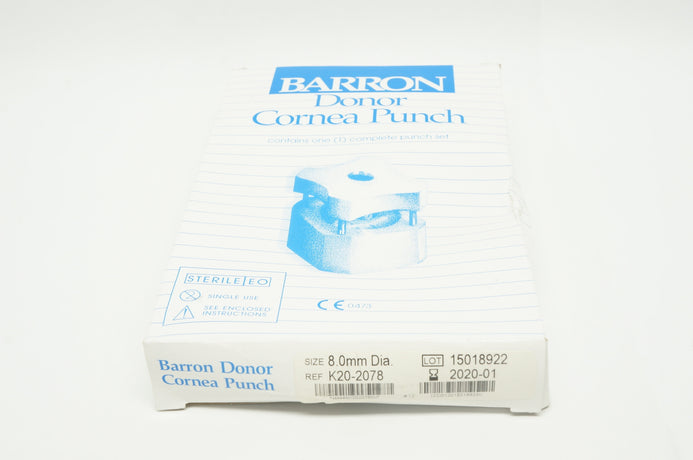 BARRON
Donor
Cornea Punch
contains one (1) complete punch set
STERILE EO
SINGLE USE
SEE ENCLOSED
INSTRUCTIONS
CE 0473
Barron Donor
Cornea Punch
SIZE 8.0mm Dia.
REF K20-2078
LOT 15018922
2020-01